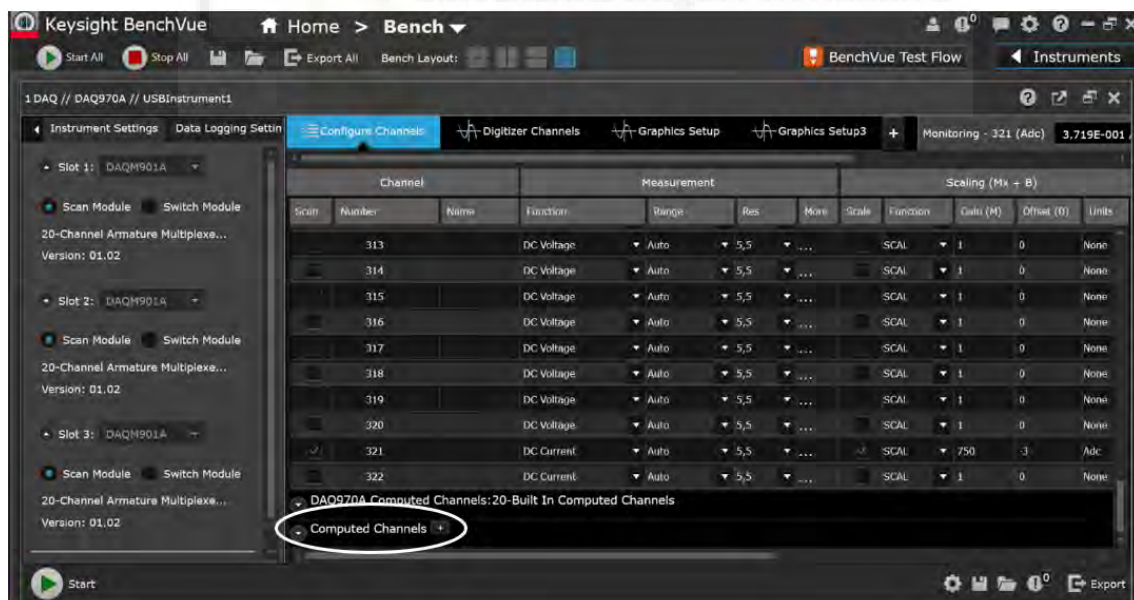 Keysight BenchVue Home > Bench
Start All Stop All Export All Bench Layout: BenchVue Test Flow Instruments
1 DAQ // DAQ970A // USBInstrument1
Instrument Settings Data Logging Settin Configure Channels Digitizer Channels Graphics Setup Graphics Setup3 + Monitoring - 321 (Adc) 3.719E-001
Slot 1: DAQM901A
Scan Module Switch Module
20-Channel Armature Multiplexe...
Version: 01.02
Slot 2: DAQM901A
Scan Module Switch Module
20-Channel Armature Multiplexe...
Version: 01.02
Slot 3: DAQM901A
Scan Module Switch Module
20-Channel Armature Multiplexe...
Version: 01.02
Channel Measurement Scaling (Mx + B)
Scan Number Name Function Range Res More Scale Function Gain (M) Offset Units
313 DC Voltage Auto 5,5 ... SCAL 1 0 None
314 DC Voltage Auto 5,5 ... SCAL 1 0 None
315 DC Voltage Auto 5,5 ... SCAL 1 0 None
316 DC Voltage Auto 5,5 ... SCAL 1 0 None
317 DC Voltage Auto 5,5 ... SCAL 1 0 None
318 DC Voltage Auto 5,5 ... SCAL 1 0 None
319 DC Voltage Auto 5,5 ... SCAL 1 0 None
320 DC Voltage Auto 5,5 ... SCAL 1 0 None
321 DC Current Auto 5,5 ... SCAL 750 Adc
322 DC Current Auto 5,5 ... SCAL 1 0 None
DAQ970A Computed Channels:20-Built In Computed Channels
Computed Channels +
Start Export